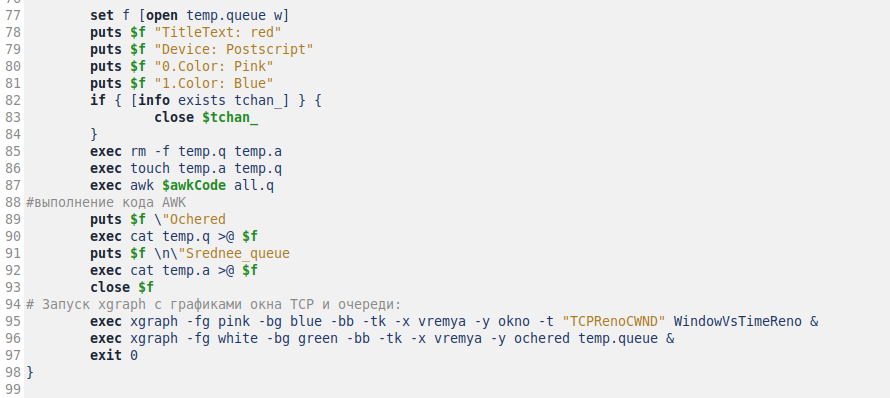 77 set f [open temp.queue w]
78 puts $f "TitleText: red"
79 puts $f "Device: Postscript"
80 puts $f "0.Color: Pink"
81 puts $f "1.Color: Blue"
82 if { [info exists tchan_] } {
83 close $tchan_
84 }
85 exec rm -f temp.q temp.a
86 exec touch temp.a temp.q
87 exec awk $awkCode all.q
88 #выполнение кода AWK
89 puts $f \"Ochered
90 exec cat temp.q >@ $f
91 puts $f \n\"Srednee_queue
92 exec cat temp.a >@ $f
93 close $f
94 # Запуск xgraph с графиками окна TCP и очереди:
95 exec xgraph -fg pink -bg blue -bb -tk -x vremya -y okno -t "TCPRenoCWND" WindowVsTimeReno &
96 exec xgraph -fg white -bg green -bb -tk -x vremya -y ochered temp.queue &
97 exit 0
98 }
99